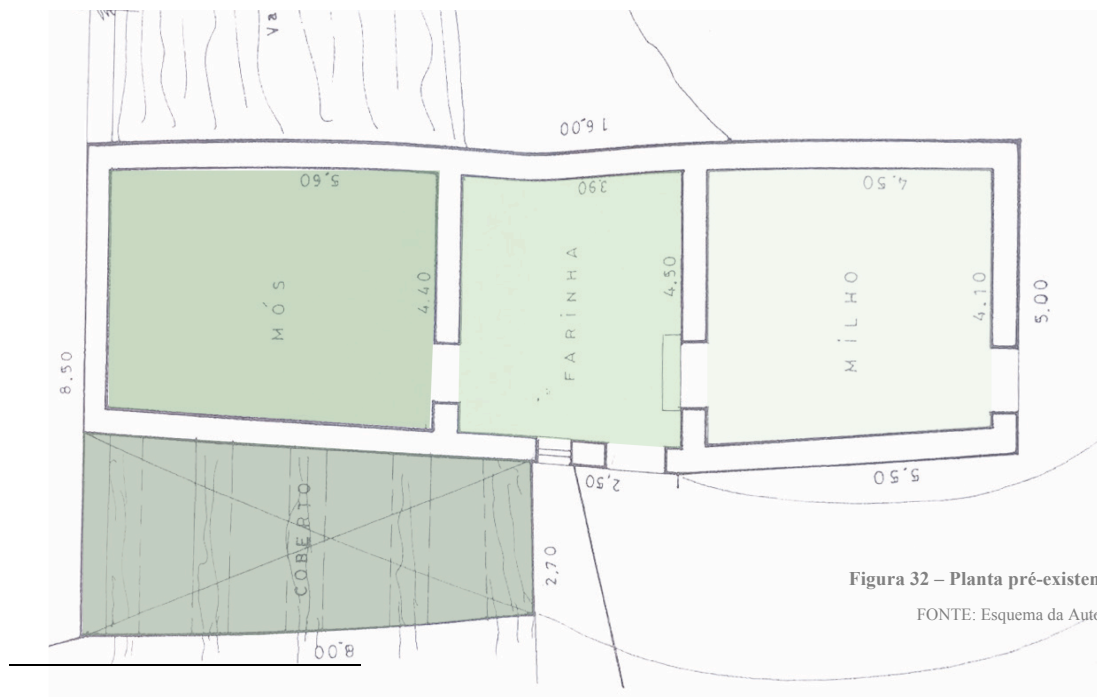 Va
16.00
5,60
3.90
4.50
MÓS
4.40
FARINHA
4.50
MILHO
4.10
5.00
8.50
COBERTO
2,50
5.50
2,70
8.00
Figura 32 – Planta pré-existen
FONTE: Esquema da Auto